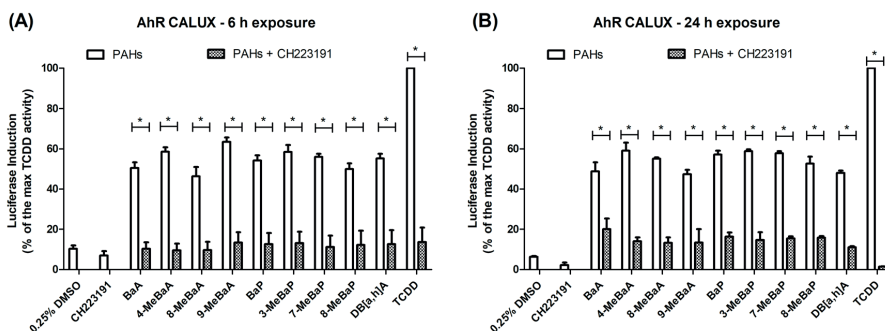 (A)
AhR CALUX - 6 h exposure
PAHs
PAHs + CH223191
Luciferase Induction
(% of the max TCDD activity)
100
80
60
40
20
0
* * * * * * * * * *
0.25% DMSO
CH223191
BaA
4-MeBaA
8-MeBaA
9-MeBaA
BaP
3-MeBaP
7-MeBaP
8-MeBaP
DB[a,h]A
TCDD
(B)
AhR CALUX - 24 h exposure
PAHs
PAHs + CH223191
Luciferase Induction
(% of the max TCDD activity)
100
80
60
40
20
0
* * * * * * * * * *
0.25% DMSO
CH223191
BaA
4-MeBaA
8-MeBaA
9-MeBaA
BaP
3-MeBaP
7-MeBaP
8-MeBaP
DB[a,h]A
TCDD